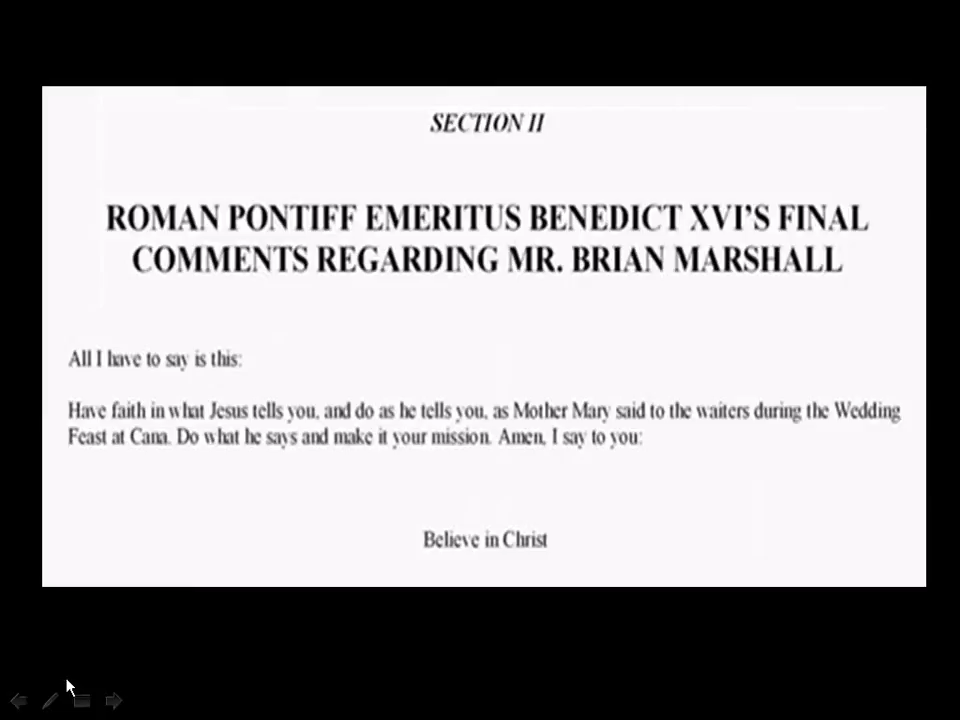 SECTION II
ROMAN PONTIFF EMERITUS BENEDICT XVI'S FINAL
COMMENTS REGARDING MR. BRIAN MARSHALL
All I have to say is this:
Have faith in what Jesus tells you, and do as he tells you, as Mother Mary said to the waiters during the Wedding
Feast at Cana. Do what he says and make it your mission. Amen, I say to you:
Believe in Christ